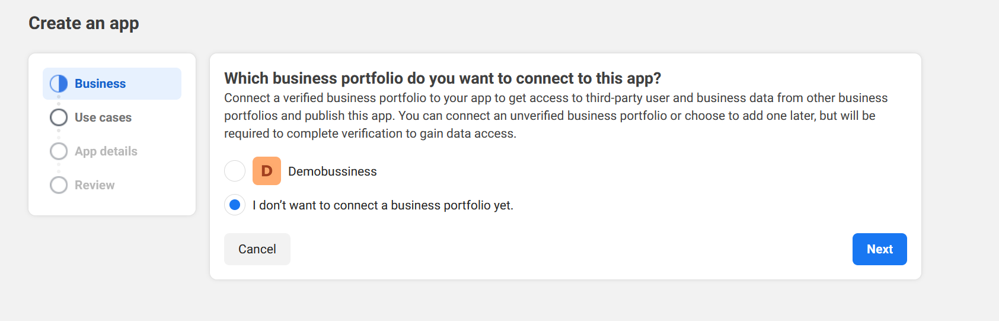 Create an app
Business
Use cases
App details
Review
Which business portfolio do you want to connect to this app?
Connect a verified business portfolio to your app to get access to third-party user and business data from other business
portfolios and publish this app. You can connect an unverified business portfolio or choose to add one later, but will be
required to complete verification to gain data access.
D Demobussiness
I don’t want to connect a business portfolio yet.
Cancel
Next